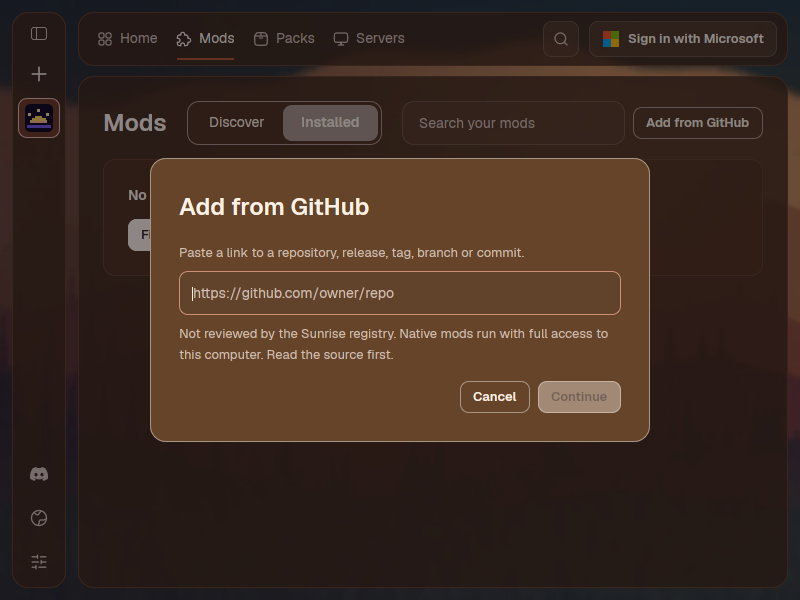 Home
Mods
Packs
Servers
Sign in with Microsoft
Mods
Discover
Installed
Search your mods
Add from GitHub
No
Add from GitHub
Paste a link to a repository, release, tag, branch or commit.
https://github.com/owner/repo
Not reviewed by the Sunrise registry. Native mods run with full access to
this computer. Read the source first.
Cancel
Continue